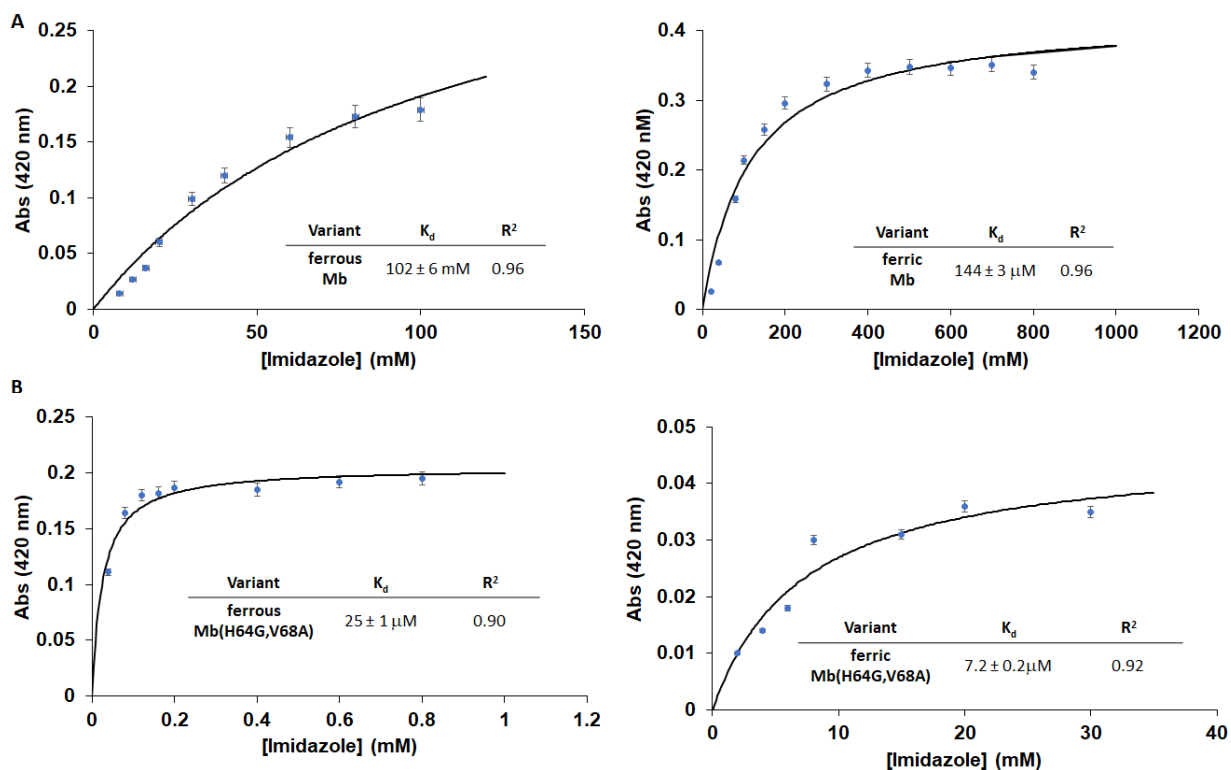 A
Abs (420 nm)
0.25
0.2
0.15
0.1
0.05
0
0 50 100 150
[Imidazole] (mM)
Variant Kd R2
ferrous Mb 102 ± 6 mM 0.96
Abs (420 nM)
0.4
0.3
0.2
0.1
0
0 200 400 600 800 1000 1200
[Imidazole] (mM)
Variant Kd R2
ferric Mb 144 ± 3 μM 0.96
B
Abs (420 nm)
0.25
0.2
0.15
0.1
0.05
0
0 0.2 0.4 0.6 0.8 1 1.2
[Imidazole] (mM)
Variant Kd R2
ferrous Mb(H64G,V68A) 25 ± 1 μM 0.90
Abs (420 nm)
0.05
0.04
0.03
0.02
0.01
0
0 10 20 30 40
[Imidazole] (mM)
Variant Kd R2
ferric Mb(H64G,V68A) 7.2 ± 0.2μM 0.92